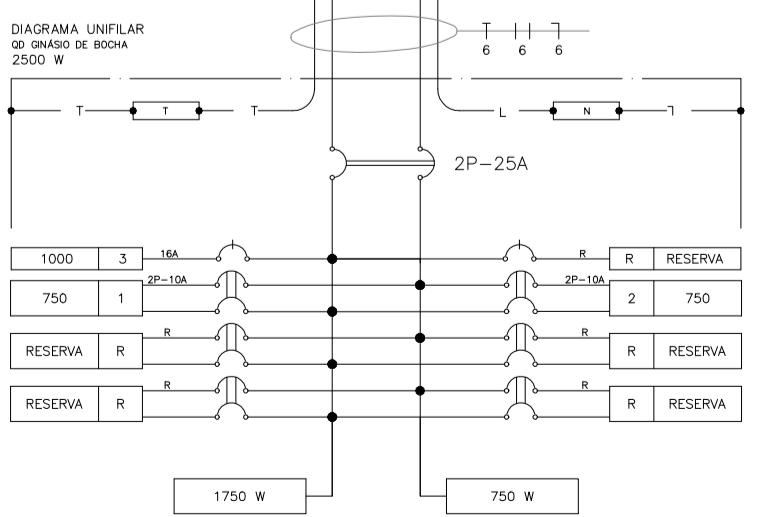 DIAGRAMA UNIFILAR
QD GINÁSIO DE BOCHA
2500 W
6 6 6
T T T
L N
2P-25A
1000 3 16A R R RESERVA
750 1 2P-10A 2P-10A 2 750
RESERVA R R R R RESERVA
RESERVA R R R R RESERVA
1750 W 750 W